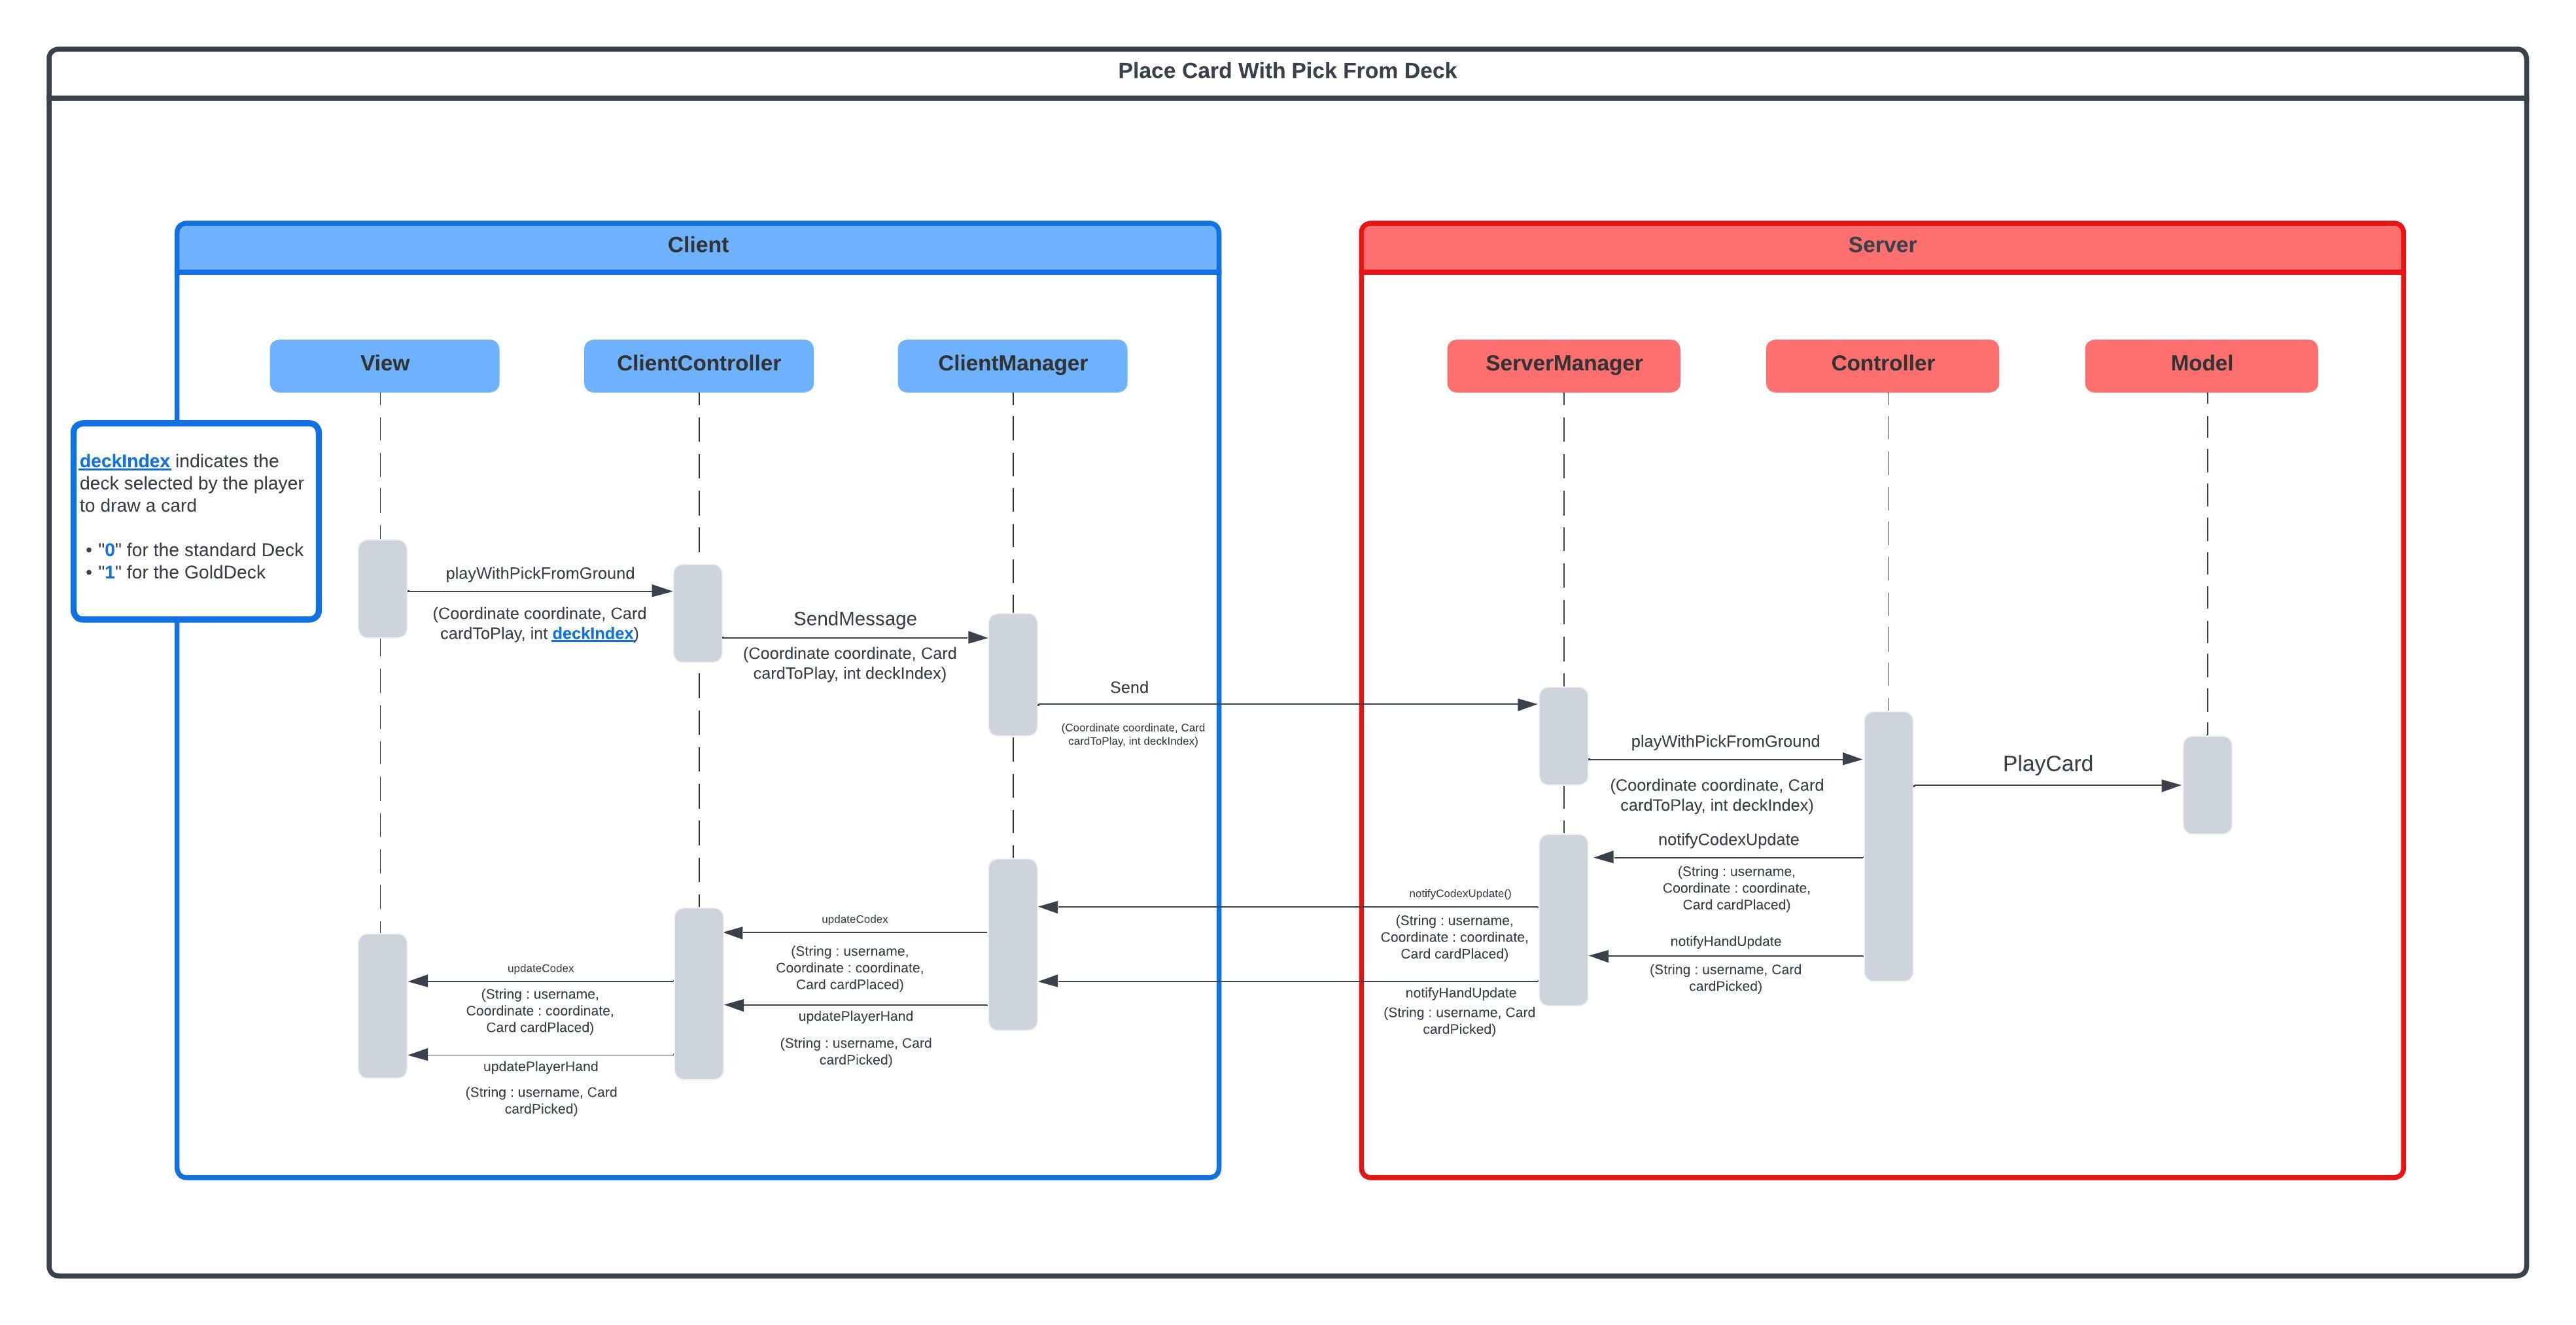 Place Card With Pick From Deck
Client
Server
View
ClientController
ClientManager
ServerManager
Controller
Model
deckIndex indicates the
deck selected by the player
to draw a card
• "0" for the standard Deck
• "1" for the GoldDeck
playWithPickFromGround
(Coordinate coordinate, Card
cardToPlay, int deckIndex)
SendMessage
(Coordinate coordinate, Card
cardToPlay, int deckIndex)
Send
(Coordinate coordinate, Card
cardToPlay, int deckIndex)
playWithPickFromGround
(Coordinate coordinate, Card
cardToPlay, int deckIndex)
PlayCard
notifyCodexUpdate
(String : username,
Coordinate : coordinate,
Card cardPlaced)
notifyCodexUpdate()
(String : username,
Coordinate : coordinate,
Card cardPlaced)
updateCodex
(String : username,
Coordinate : coordinate,
Card cardPlaced)
updateCodex
(String : username,
Coordinate : coordinate,
Card cardPlaced)
notifyHandUpdate
(String : username, Card
cardPicked)
notifyHandUpdate
(String : username, Card
cardPicked)
updatePlayerHand
(String : username, Card
cardPicked)
updatePlayerHand
(String : username, Card
cardPicked)